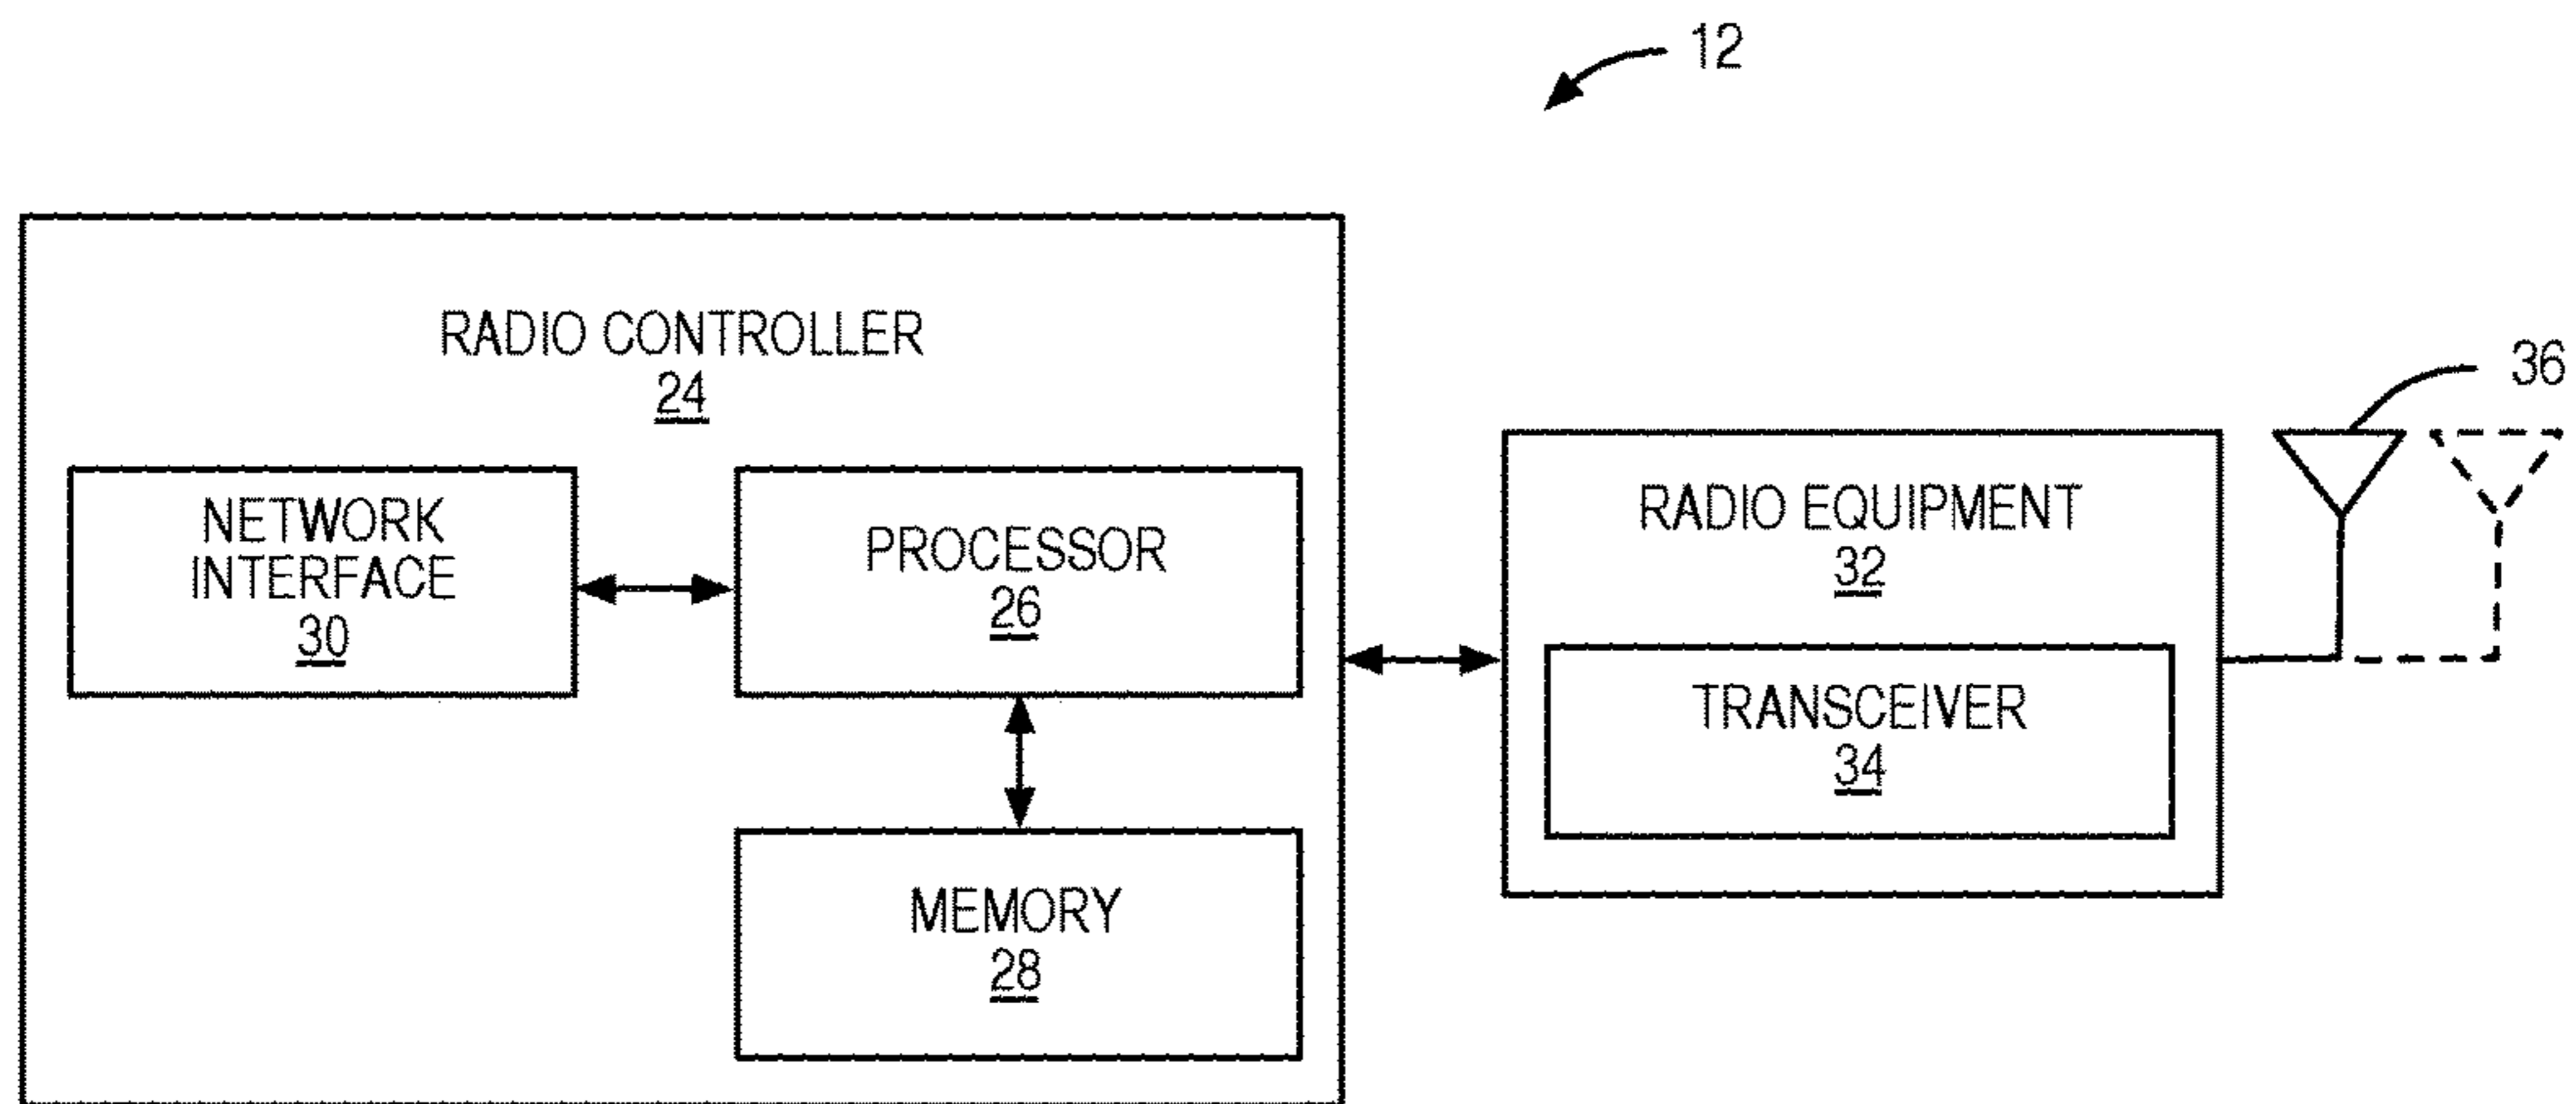 12
RADIO CONTROLLER
24
NETWORK
INTERFACE
30
PROCESSOR
26
MEMORY
28
RADIO EQUIPMENT
32
TRANSCEIVER
34
36